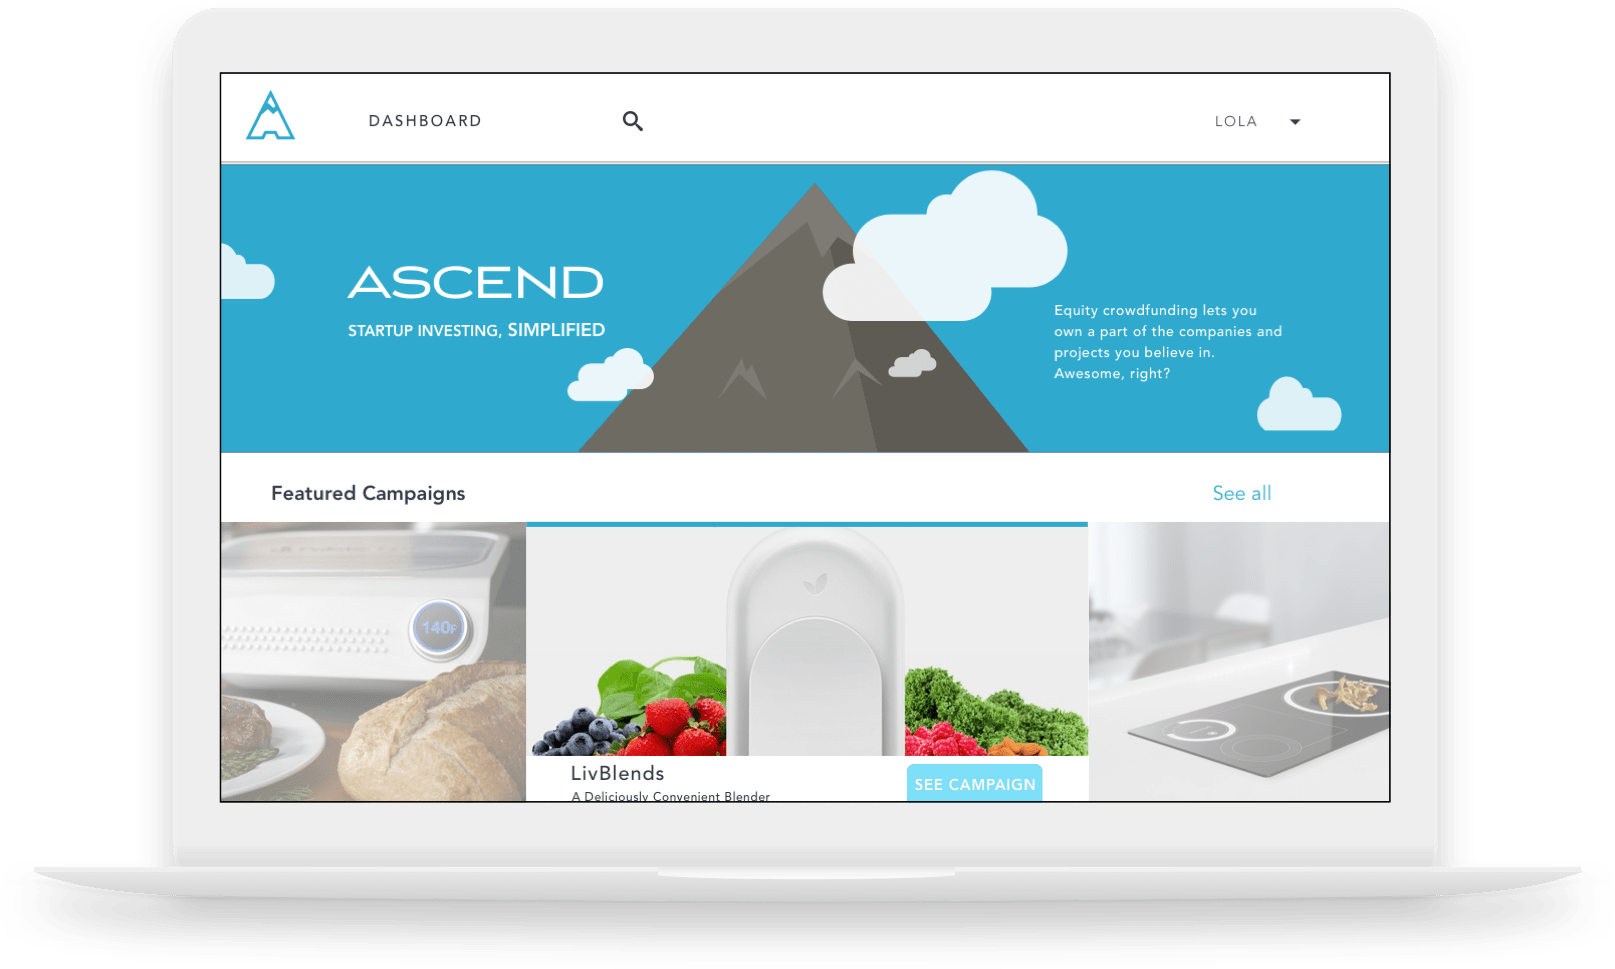 DASHBOARD
LOLA
ASCEND
STARTUP INVESTING, SIMPLIFIED
Equity crowdfunding lets you
own a part of the companies and
projects you believe in.
Awesome, right?
Featured Campaigns
See all
140F
LivBlends
SEE CAMPAIGN
A Deliciously Convenient Blender